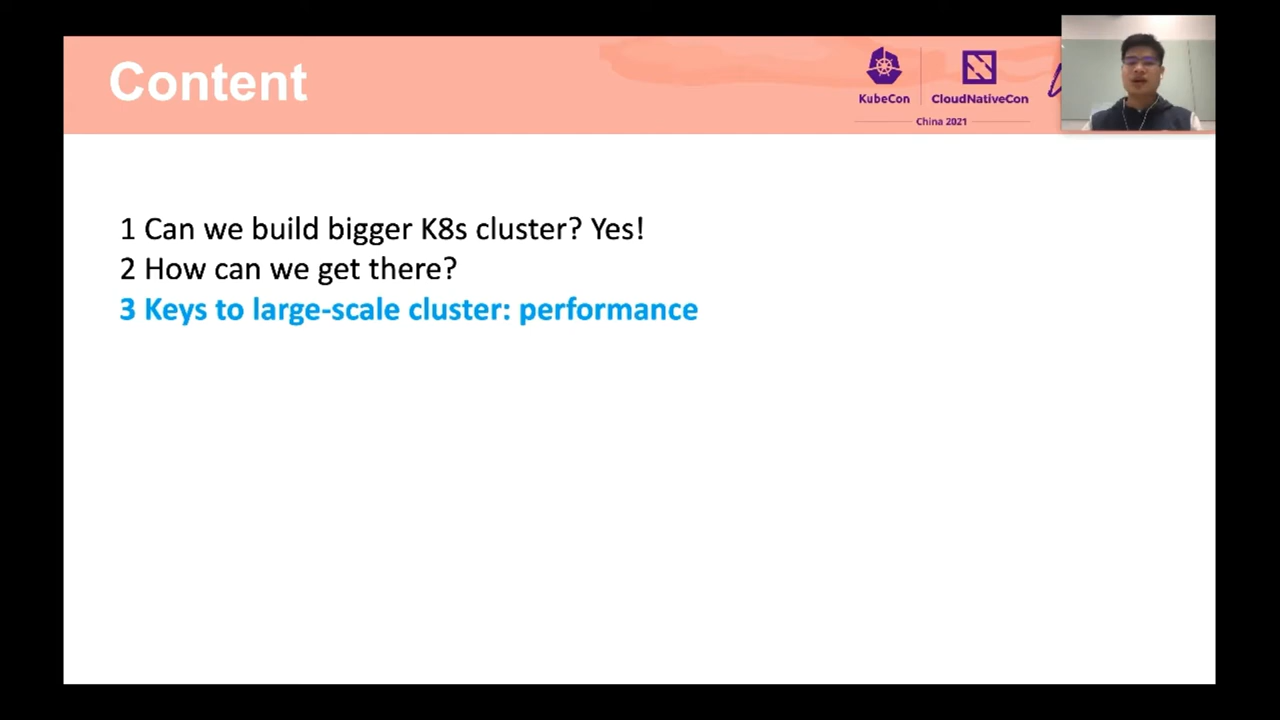 Content
KubeCon
CloudNativeCon
China 2021
1 Can we build bigger K8s cluster? Yes!
2 How can we get there?
3 Keys to large-scale cluster: performance